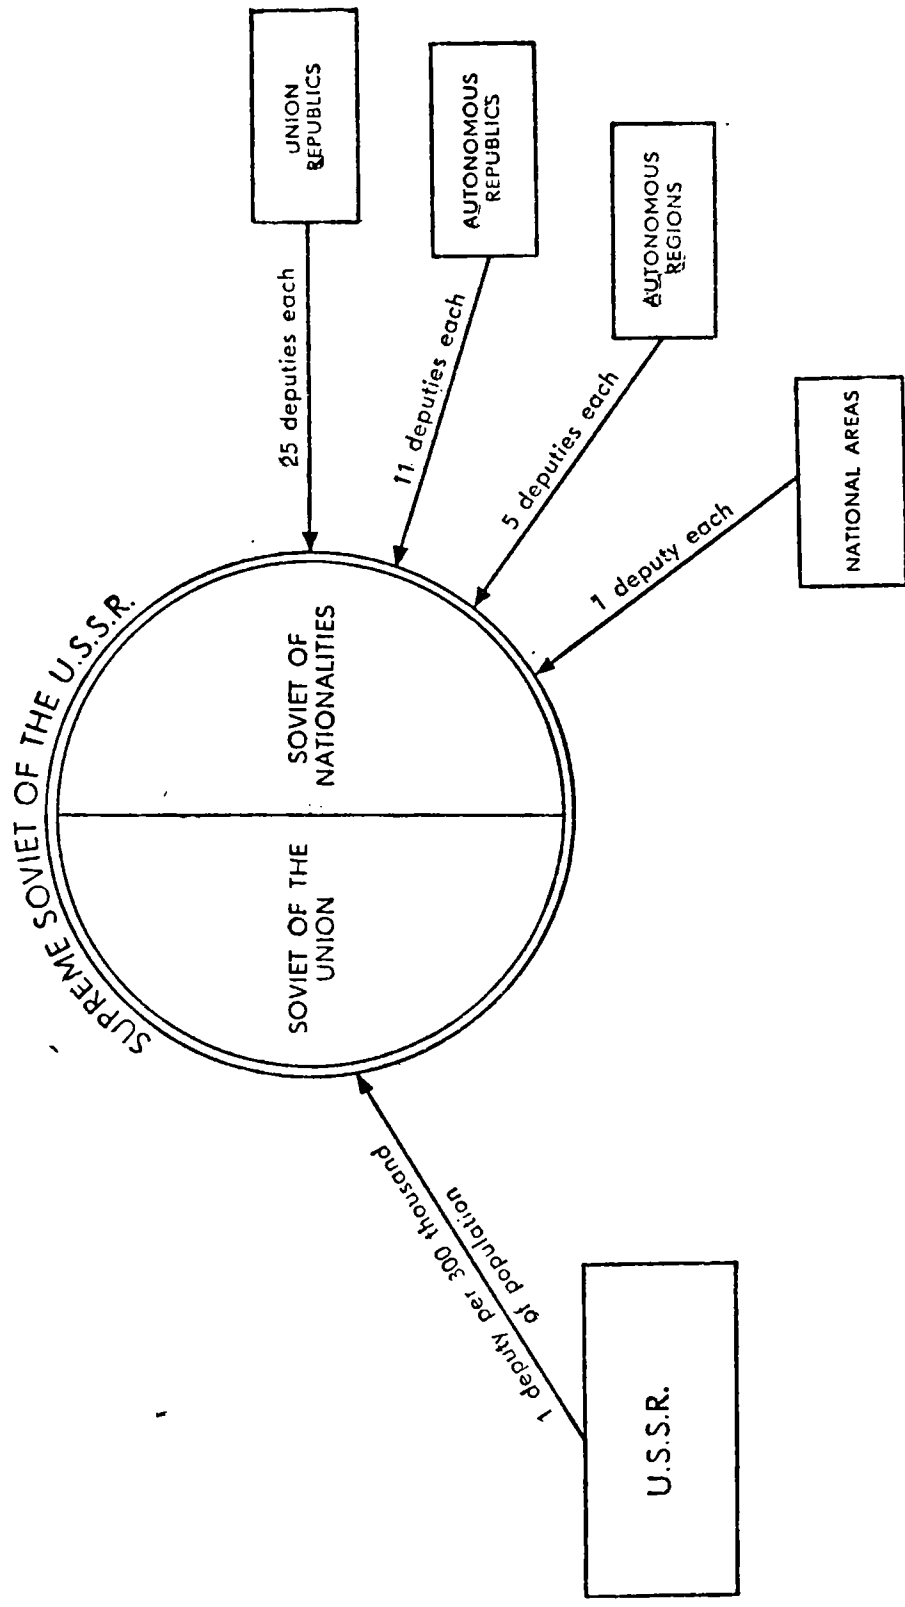 SUPREME SOVIET OF THE U.S.S.R.
SOVIET OF THE
UNION
SOVIET OF
NATIONALITIES
25 deputies each
UNION
REPUBLICS
11 deputies each
AUTONOMOUS
REPUBLICS
5 deputies each
AUTONOMOUS
REGIONS
1 deputy each
NATIONAL AREAS
1 deputy per 300 thousand
of population
U.S.S.R.